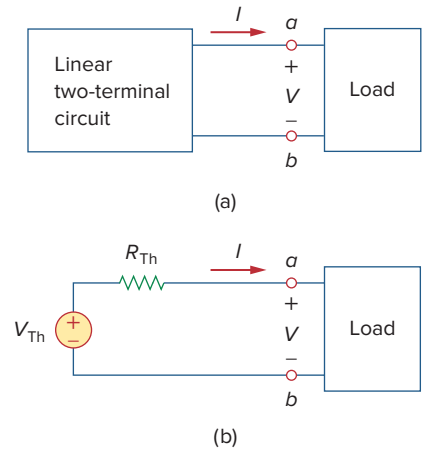 I
a
Linear
two-terminal
circuit
+
V
−
Load
b
(a)
R_Th
I
a
V_Th
+
−
+
V
−
Load
b
(b)